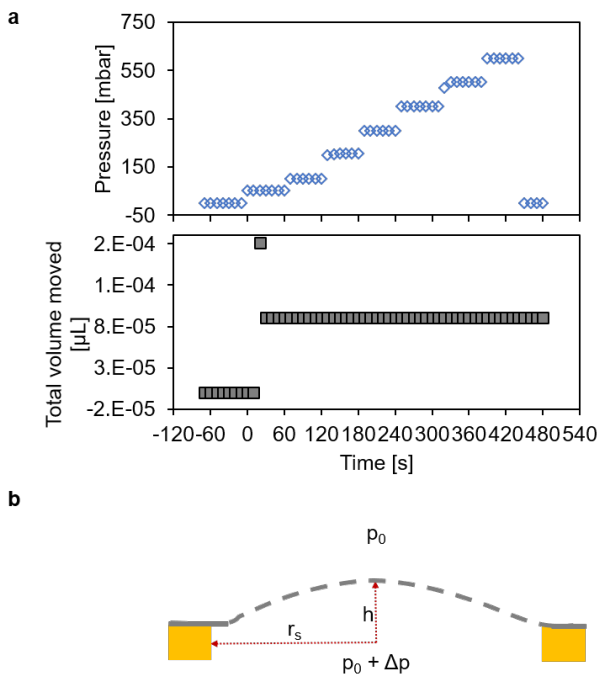 a
Pressure [mbar]
750
550
350
150
-50
Total volume moved
[µL]
2.E-04
1.E-04
8.E-05
3.E-05
-2.E-05
-120 -60 0 60 120 180 240 300 360 420 480 540
Time [s]
b
p0
h
rs
p0 + Δp